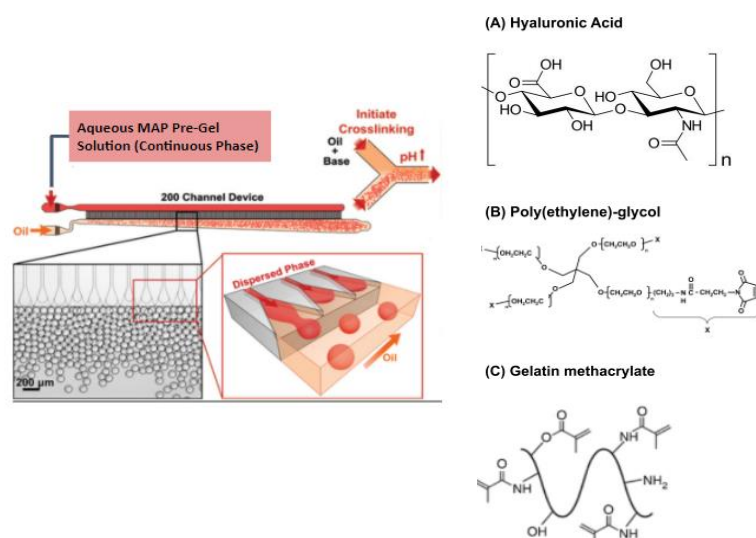 Aqueous MAP Pre-Gel
Solution (Continuous Phase)
Initiate
Crosslinking
Oil
+
Base
pH↑
200 Channel Device
Oil
Dispersed Phase
Oil
200 μm
(A) Hyaluronic Acid
O
OH
OH
O
HO
O
OH
HO
O
O
NH
O
n
(B) Poly(ethylene)-glycol
(C) Gelatin methacrylate
O
O
O
NH
O
NH
NH₂
OH
O
NH